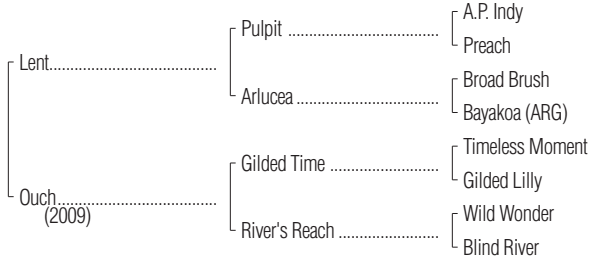 A.P. Indy
Pulpit ........................................
Preach
Lent.............................................
Broad Brush
Arlucea ......................................
Bayakoa (ARG)
Timeless Moment
Gilded Time .............................
Gilded Lilly
Ouch...........................................
(2009)
Wild Wonder
River's Reach ...........................
Blind River